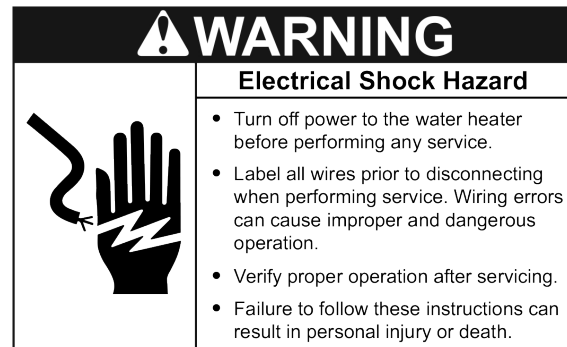 WARNING
Electrical Shock Hazard
• Turn off power to the water heater
before performing any service.
• Label all wires prior to disconnecting
when performing service. Wiring errors
can cause improper and dangerous
operation.
• Verify proper operation after servicing.
• Failure to follow these instructions can
result in personal injury or death.